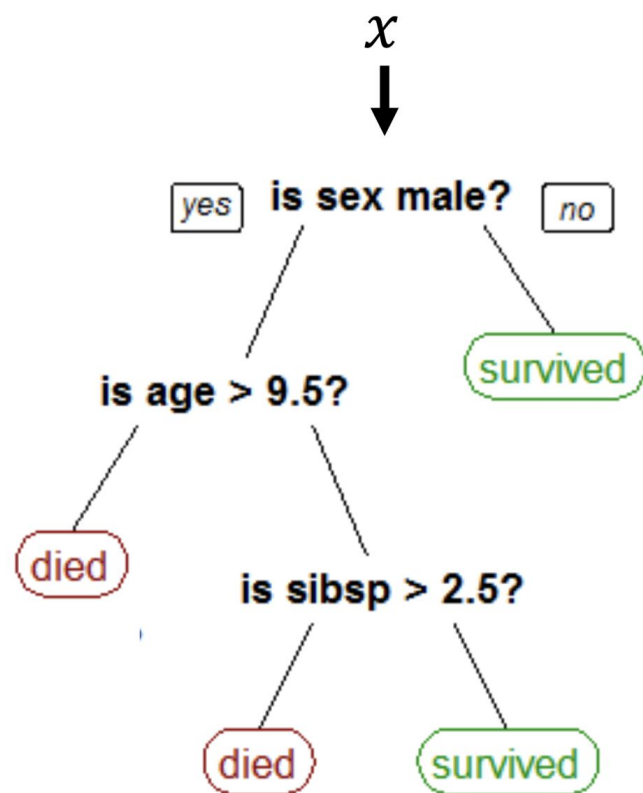 x
yes is sex male? no
survived
is age > 9.5?
died
is sibsp > 2.5?
died survived